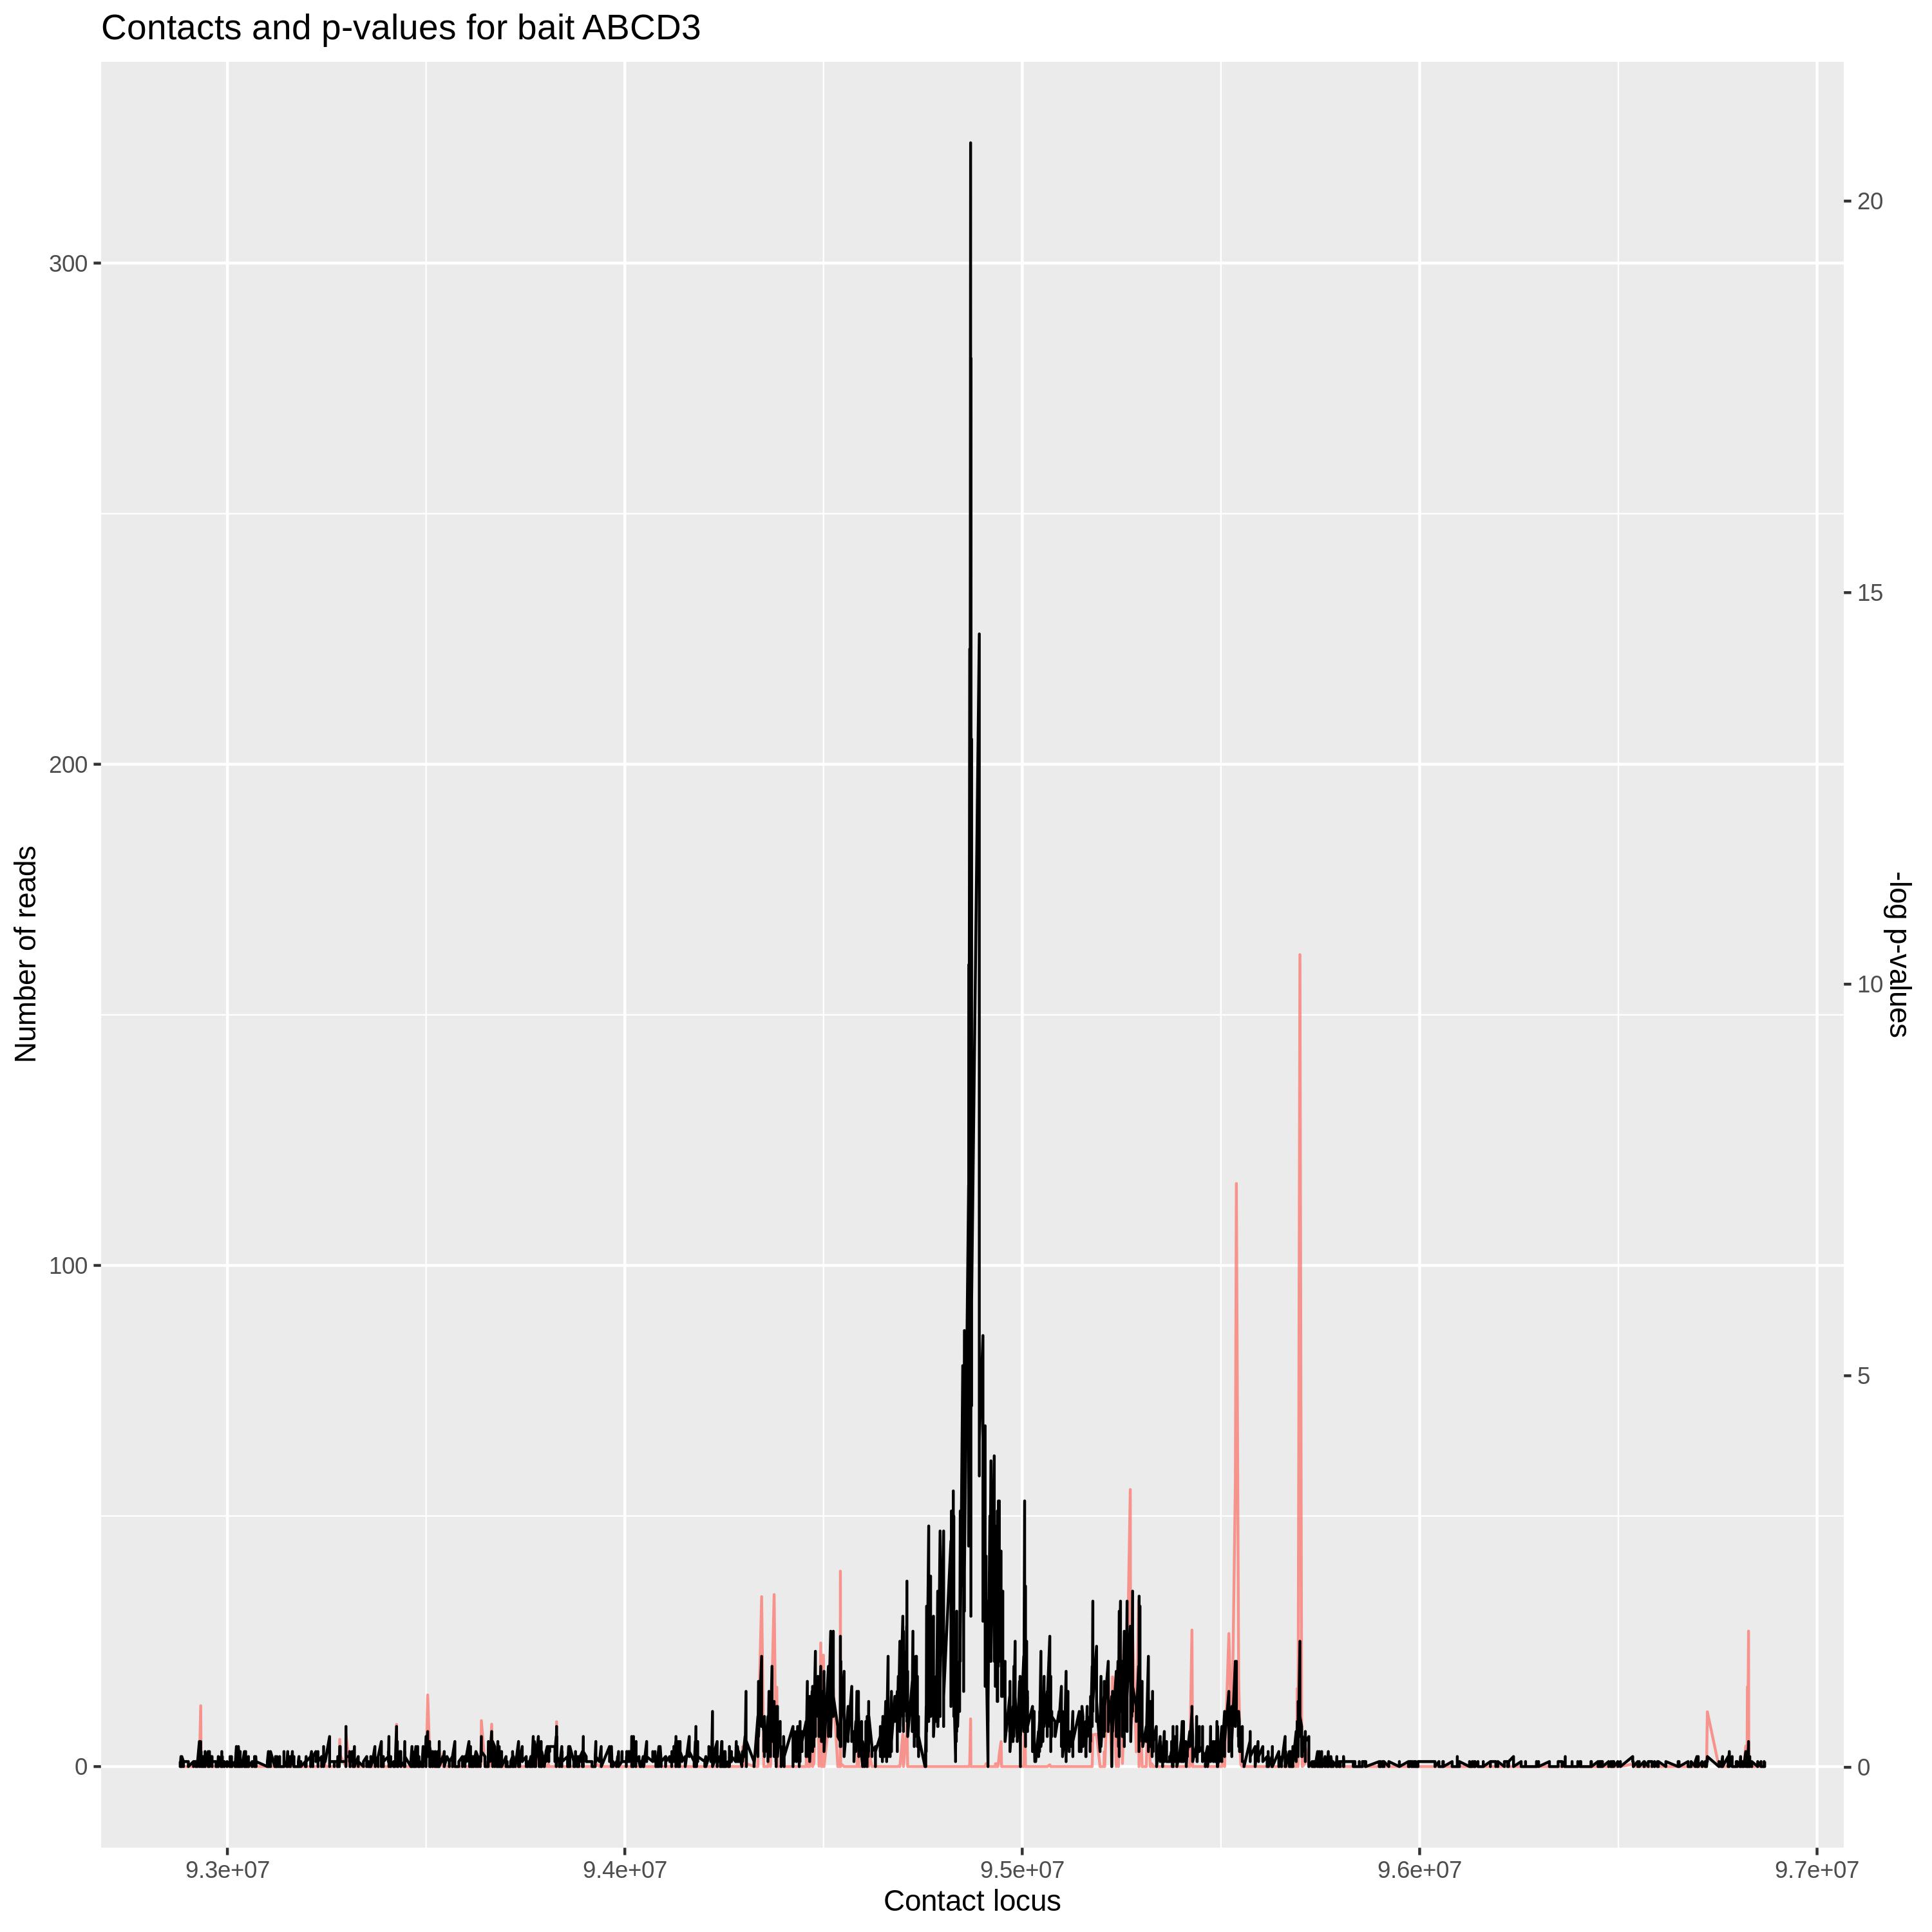 Contacts and p-values for bait ABCD3
Number of reads
300
200
100
0
20
15
10
5
0
-log p-values
9.3e+07
9.4e+07
9.5e+07
9.6e+07
9.7e+07
Contact locus